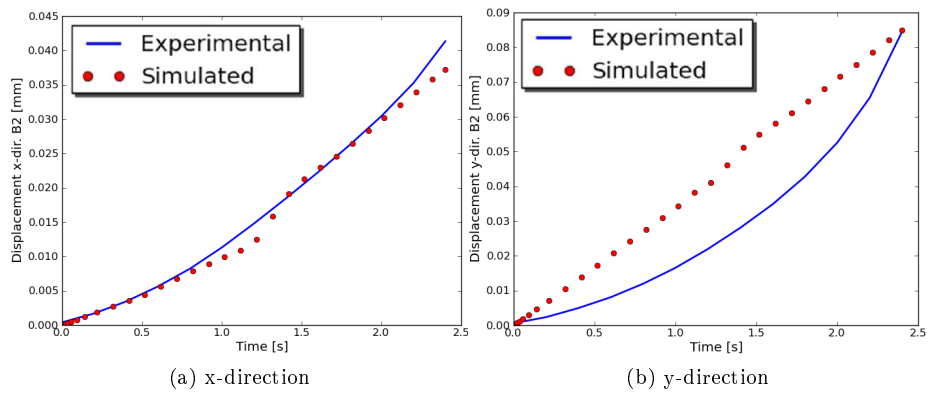 Experimental
Simulated
Displacement x-dir. B2 [mm]
0.045
0.040
0.035
0.030
0.025
0.020
0.015
0.010
0.005
0.000
0.0 0.5 1.0 1.5 2.0 2.5
Time [s]
(a) x-direction
Experimental
Simulated
Displacement y-dir. B2 [mm]
0.09
0.08
0.07
0.06
0.05
0.04
0.03
0.02
0.01
0.00
0.0 0.5 1.0 1.5 2.0 2.5
Time [s]
(b) y-direction